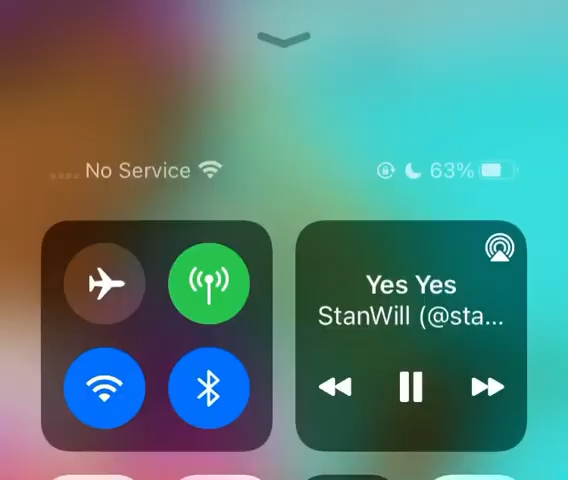 No Service 63%
Yes Yes
StanWill (@sta...